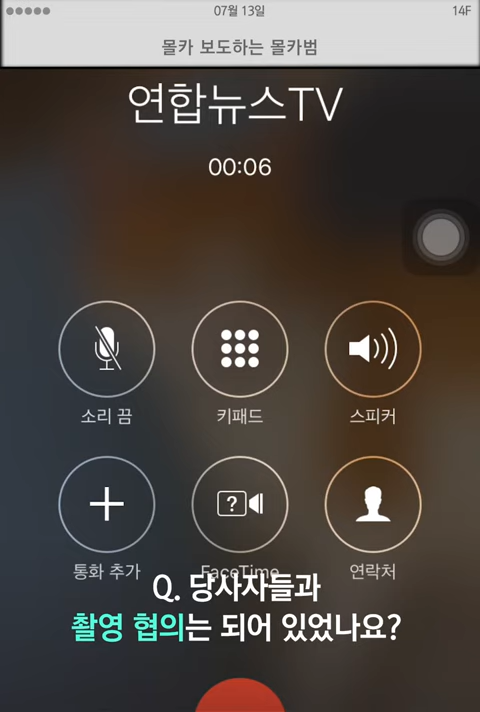 07월 13일 14F
몰카 보도하는 몰카범
연합뉴스TV
00:06
소리 끔 키패드 스피커
?
통화 추가 FaceTime 연락처
Q. 당사자들과
촬영 협의는 되어 있었나요?